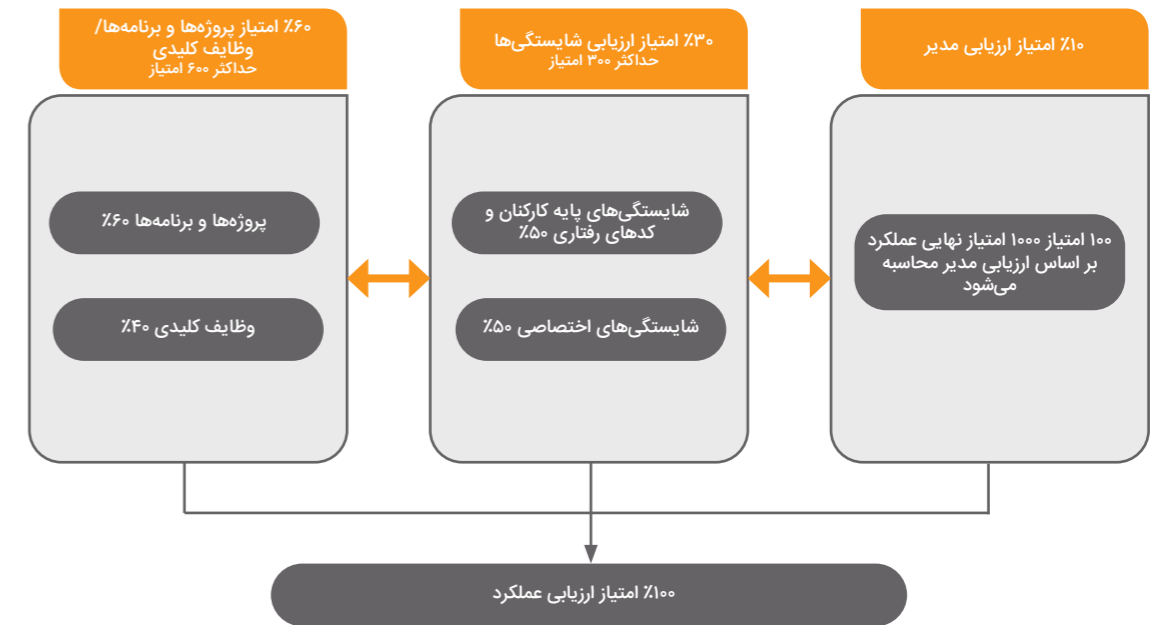 ٪۱۰ امتیاز ارزیابی مدیر
۱۰۰ امتیاز ۱۰۰۰ امتیاز نهایی عملکرد
بر اساس ارزیابی مدیر محاسبه
می‌شود
٪۳۰ امتیاز ارزیابی شایستگی‌ها
حداکثر ۳۰۰ امتیاز
شایستگی‌های پایه کارکنان و
کدهای رفتاری ۵۰٪
شایستگی‌های اختصاصی ۵۰٪
٪۶۰ امتیاز پروژه‌ها و برنامه‌ها/
وظایف کلیدی
حداکثر ۶۰۰ امتیاز
پروژه‌ها و برنامه‌ها ۶۰٪
وظایف کلیدی ۴۰٪
٪۱۰۰ امتیاز ارزیابی عملکرد